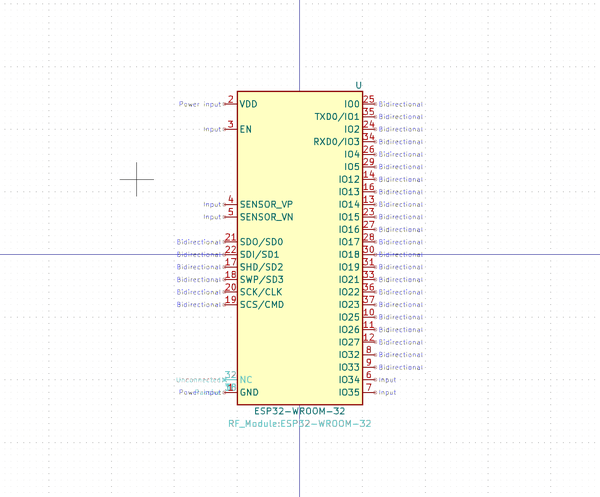 U
Power input 2 VDD IO0 25 Bidirectional
TXD0/IO1 35 Bidirectional
Input 3 EN IO2 24 Bidirectional
RXD0/IO3 34 Bidirectional
IO4 26 Bidirectional
IO5 29 Bidirectional
IO12 14 Bidirectional
IO13 16 Bidirectional
Input 4 SENSOR_VP IO14 13 Bidirectional
Input 5 SENSOR_VN IO15 23 Bidirectional
IO16 27 Bidirectional
Bidirectional 21 SDO/SD0 IO17 28 Bidirectional
Bidirectional 22 SDI/SD1 IO18 30 Bidirectional
Bidirectional 17 SHD/SD2 IO19 31 Bidirectional
Bidirectional 18 SWP/SD3 IO21 33 Bidirectional
Bidirectional 20 SCK/CLK IO22 36 Bidirectional
Bidirectional 19 SCS/CMD IO23 37 Bidirectional
IO25 10 Bidirectional
IO26 11 Bidirectional
IO27 12 Bidirectional
IO32 8 Bidirectional
IO33 9 Bidirectional
Unconnected 32 NC IO34 6 Input
Power input 1 GND IO35 7 Input
ESP32-WROOM-32
RF_Module:ESP32-WROOM-32